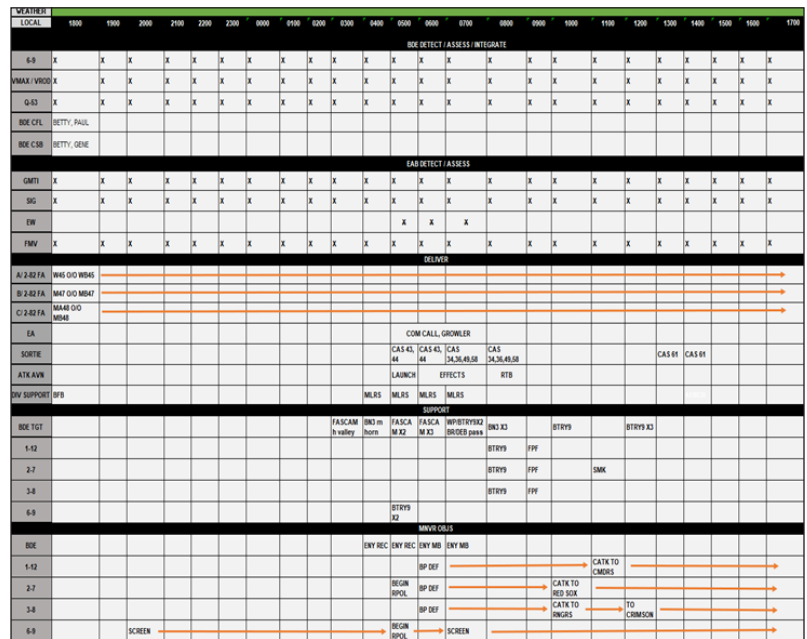 WEATHER
LOCAL 1800 1900 2000 2100 2200 2300 0000 0100 0200 0300 0400 0500 0600 0700 0800 0900 1000 1100 1200 1300 1400 1500 1600 1700
BDE DETECT / ASSESS / INTEGRATE
6-9 X X X X X X X X X X X X X X X X X X X X X X X X
VMAX / VROD X X X X X X X X X X X X X X X X X X X X X X X X
Q-53 X X X X X X X X X X X X X X X X X X X X X X X X
BDE CFL BETTY, PAUL
BDE CSB BETTY, GENE
EAB DETECT / ASSESS
GMTI X X X X X X X X X X X X X X X X X X X X X X X X
SIG X X X X X X X X X X X X X X X X X X X X X X X X
EW X X X
FMV X X X X X X X X X X X X X X X X X X X X X X X X
DELIVER
A/ 2-82 FA W45 O/O WB45
B/ 2-82 FA M47 O/O MB47
C/ 2-82 FA MA48 O/O
MB48
EA COM CALL, GROWLER
SORTIE CAS 43, CAS 43, CAS CAS CAS 61 CAS 61
44 44 34,36,49,58 34,36,49,58
ATK AVN LAUNCH EFFECTS RTB
DIV SUPPORT BFB MLRS MLRS MLRS MLRS
SUPPORT
BDE TGT FASCAM BN3 m FASCA FASCA WP/BTRY9X2 BN3 X3 BTRY9 BTRY9 X3
h valley horn M X2 M X3 BR/DEB pass
1-12 BTRY9 FPF
2-7 BTRY9 FPF SMK
3-8 BTRY9 FPF
6-9 BTRY9
X2
MNVR OBJS
BDE ENY REC ENY REC ENY MB ENY MB
1-12 BP DEF CATK TO
CMDRS
2-7 BEGIN BP DEF CATK TO
RPOL RED SOX
3-8 BP DEF CATK TO TO
RNGRS CRIMSON
6-9 SCREEN BEGIN SCREEN
RPOL